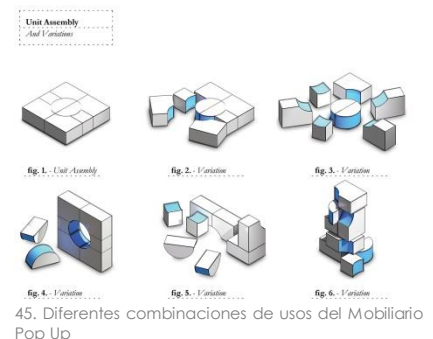 Unit Assembly
And Variations
fig. 1. - Unit Assembly
fig. 2. - Variation
fig. 3. - Variation
fig. 4. - Variation
fig. 5. - Variation
fig. 6. - Variation
45. Diferentes combinaciones de usos del Mobiliario
Pop Up